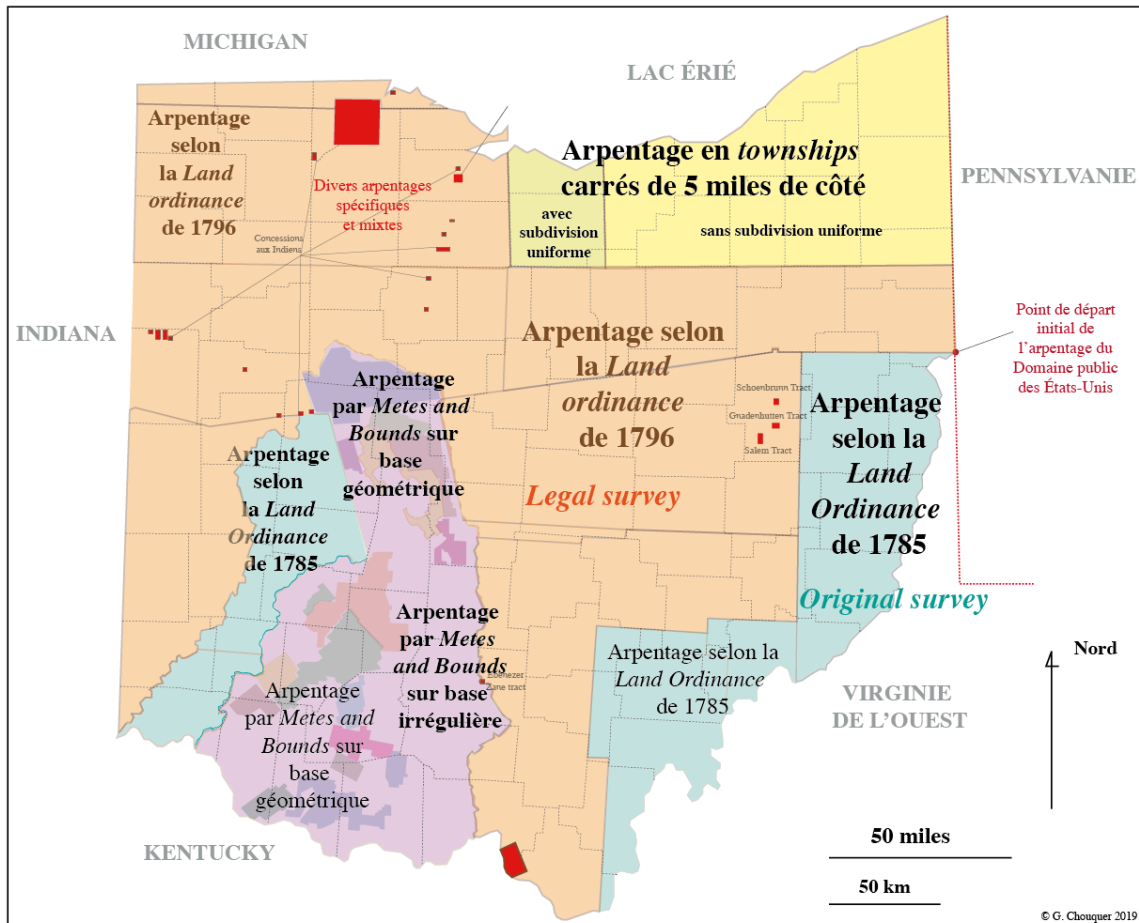 MICHIGAN
LAC ÉRIÉ
PENNSYLVANIE
INDIANA
KENTUCKY
VIRGINIE
DE L'OUEST
Arpentage
selon
la Land
ordinance
de 1796
Divers arpentages
spécifiques
et mixtes
Concessions
aux Indiens
Arpentage en townships
carrés de 5 miles de côté
avec
subdivision
uniforme
sans subdivision uniforme
Point de départ
initial de
l'arpentage du
Domaine public
des États-Unis
Arpentage selon
la Land
ordinance
de 1796
Legal survey
Schoenbrunn Tract
Gnadenhutten Tract
Salem Tract
Arpentage
selon la
Land
Ordinance
de 1785
Original survey
Arpentage
par Metes and
Bounds sur
base
géométrique
Arpentage
selon
la Land
Ordinance
de 1785
Arpentage
par Metes
and Bounds
sur base
irrégulière
Ebenezer
Zane tract
Arpentage
par Metes and
Bounds sur
base
géométrique
Arpentage selon la
Land Ordinance
de 1785
Nord
50 miles
50 km
© G. Chouquer 2019